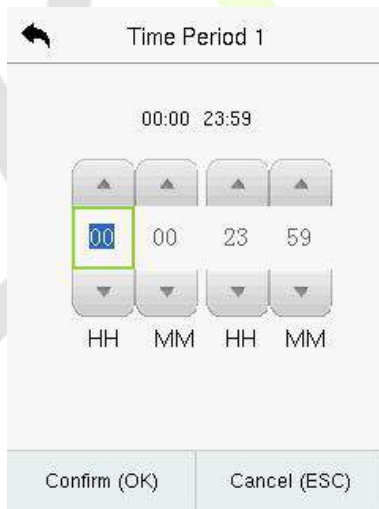 Time Period 1
00:00 23:59
00 00 23 59
HH MM HH MM
Confirm (OK) Cancel (ESC)